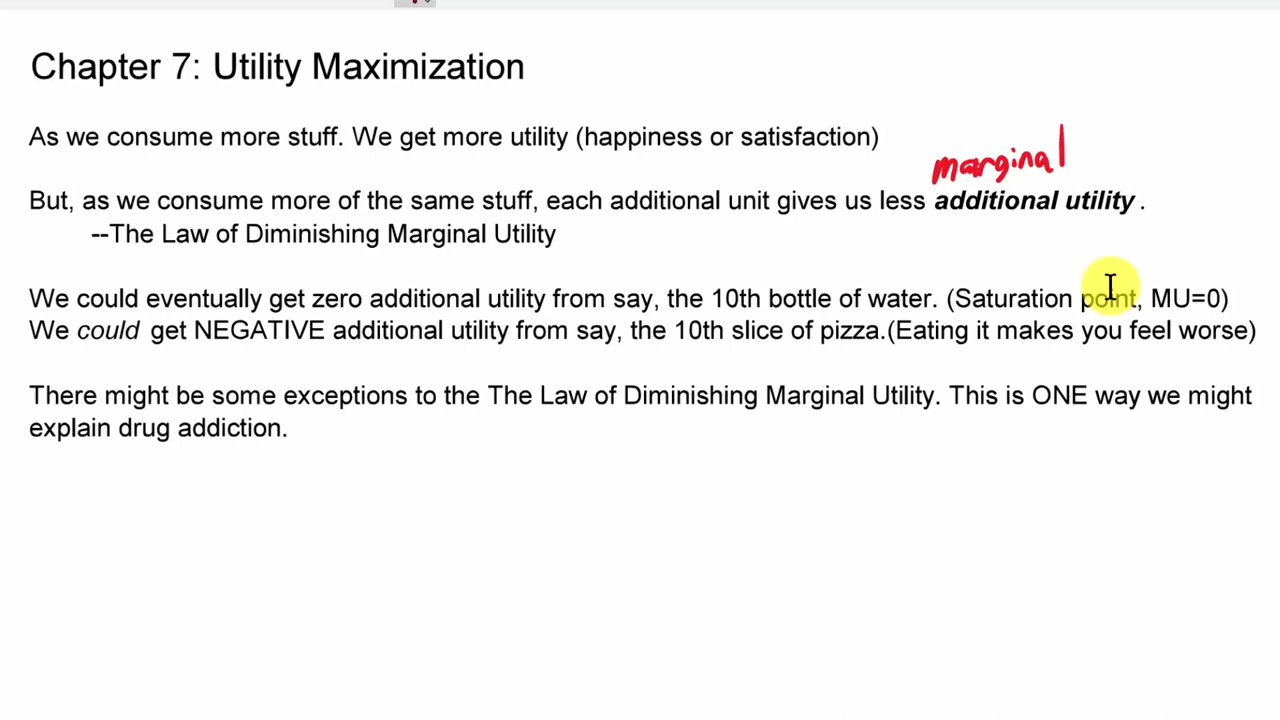 Chapter 7: Utility Maximization
As we consume more stuff. We get more utility (happiness or satisfaction)
marginal
But, as we consume more of the same stuff, each additional unit gives us less additional utility.
--The Law of Diminishing Marginal Utility
We could eventually get zero additional utility from say, the 10th bottle of water. (Saturation point, MU=0)
We could get NEGATIVE additional utility from say, the 10th slice of pizza.(Eating it makes you feel worse)
There might be some exceptions to the The Law of Diminishing Marginal Utility. This is ONE way we might
explain drug addiction.